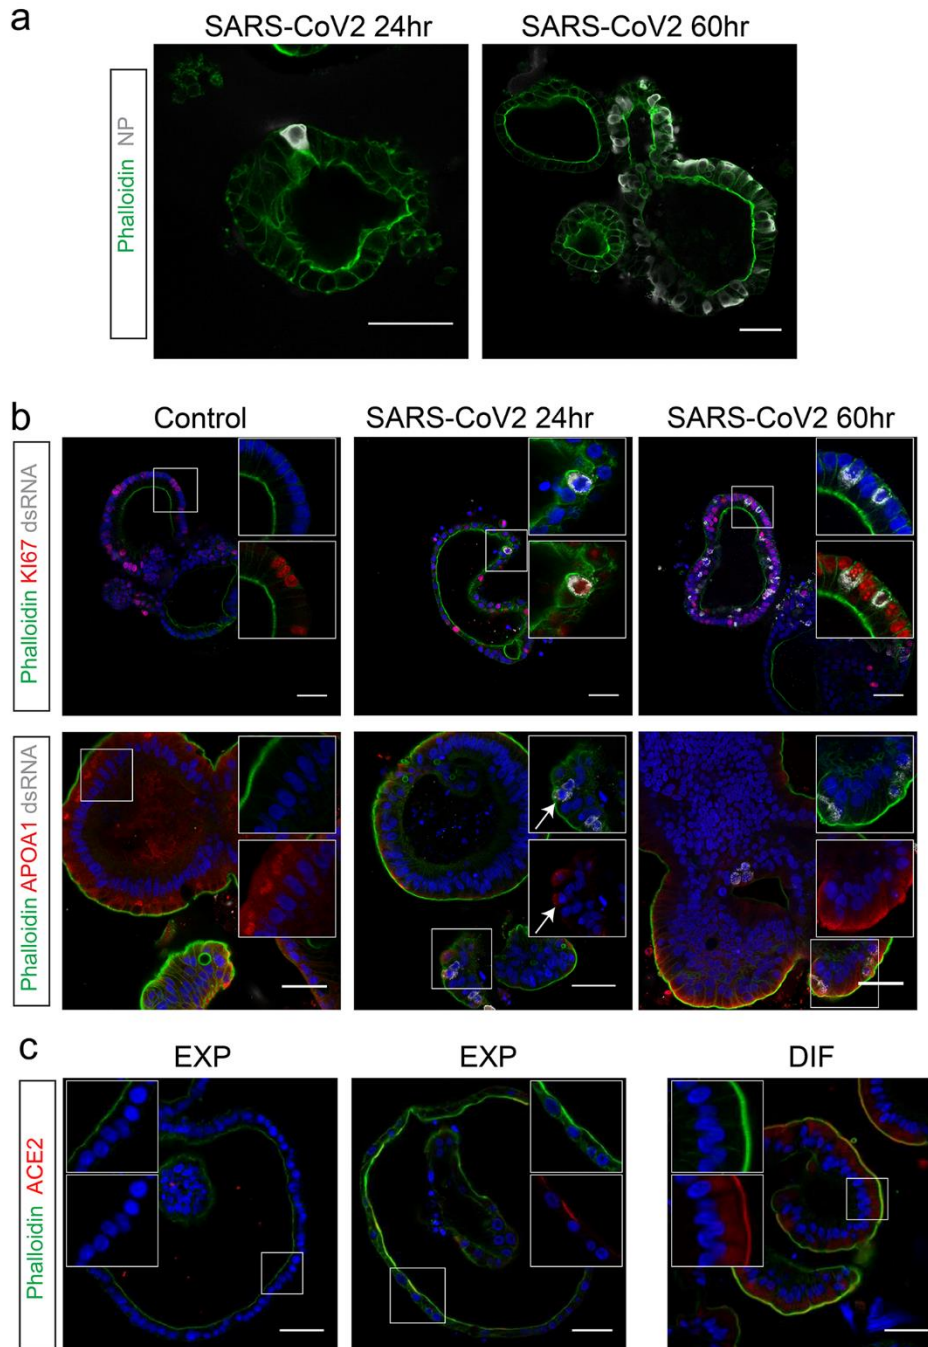 a
SARS-CoV2 24hr
SARS-CoV2 60hr
Phalloidin NP
b
Control
SARS-CoV2 24hr
SARS-CoV2 60hr
Phalloidin KI67 dsRNA
Phalloidin APOA1 dsRNA
c
EXP
EXP
DIF
Phalloidin ACE2